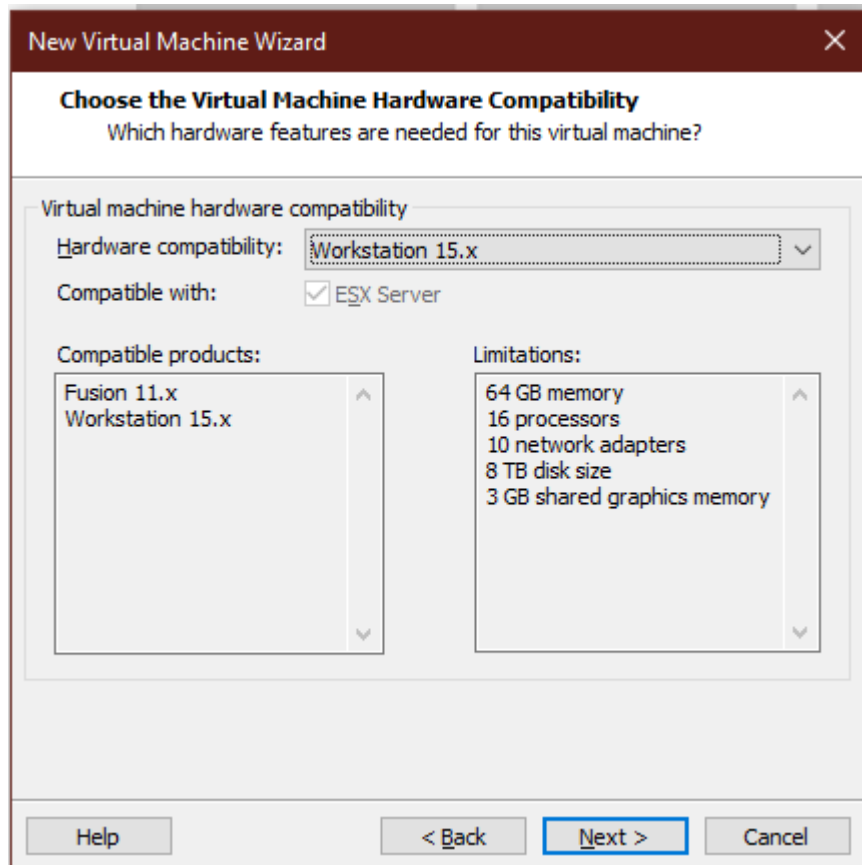 New Virtual Machine Wizard
Choose the Virtual Machine Hardware Compatibility
Which hardware features are needed for this virtual machine?
Virtual machine hardware compatibility
Hardware compatibility: Workstation 15.x
Compatible with: ESX Server
Compatible products:
Fusion 11.x
Workstation 15.x
Limitations:
64 GB memory
16 processors
10 network adapters
8 TB disk size
3 GB shared graphics memory
Help < Back Next > Cancel